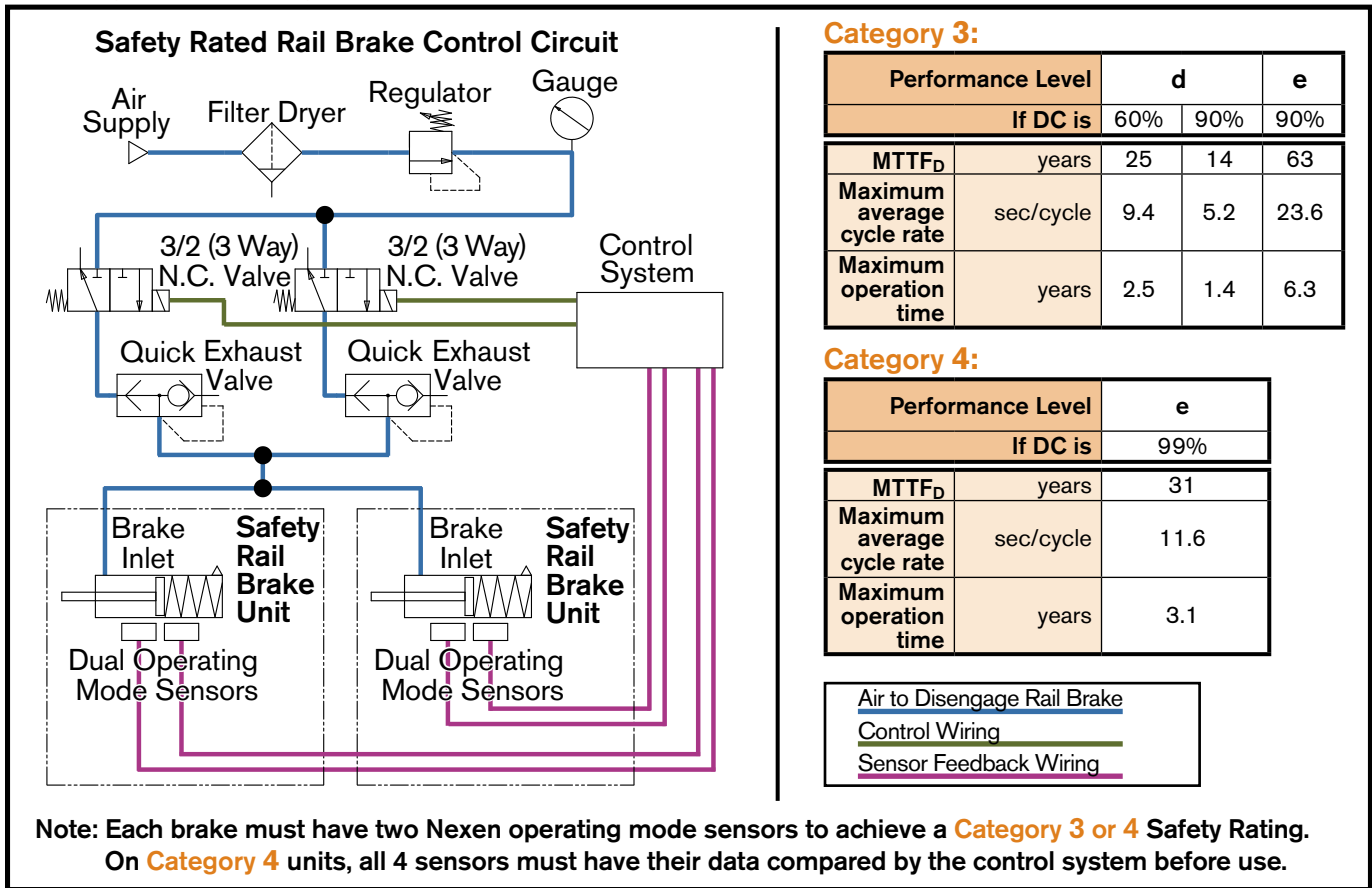 Safety Rated Rail Brake Control Circuit
Air
Supply
Filter Dryer
Regulator
Gauge
3/2 (3 Way)
N.C. Valve
3/2 (3 Way)
N.C. Valve
Control
System
Quick Exhaust
Valve
Quick Exhaust
Valve
Brake
Inlet
Safety
Rail
Brake
Unit
Brake
Inlet
Safety
Rail
Brake
Unit
Dual Operating
Mode Sensors
Dual Operating
Mode Sensors
Category 3:
Performance Level d e
If DC is 60% 90% 90%
MTTFD years 25 14 63
Maximum
average
cycle rate sec/cycle 9.4 5.2 23.6
Maximum
operation
time years 2.5 1.4 6.3
Category 4:
Performance Level e
If DC is 99%
MTTFD years 31
Maximum
average
cycle rate sec/cycle 11.6
Maximum
operation
time years 3.1
Air to Disengage Rail Brake
Control Wiring
Sensor Feedback Wiring
Note: Each brake must have two Nexen operating mode sensors to achieve a Category 3 or 4 Safety Rating.
On Category 4 units, all 4 sensors must have their data compared by the control system before use.